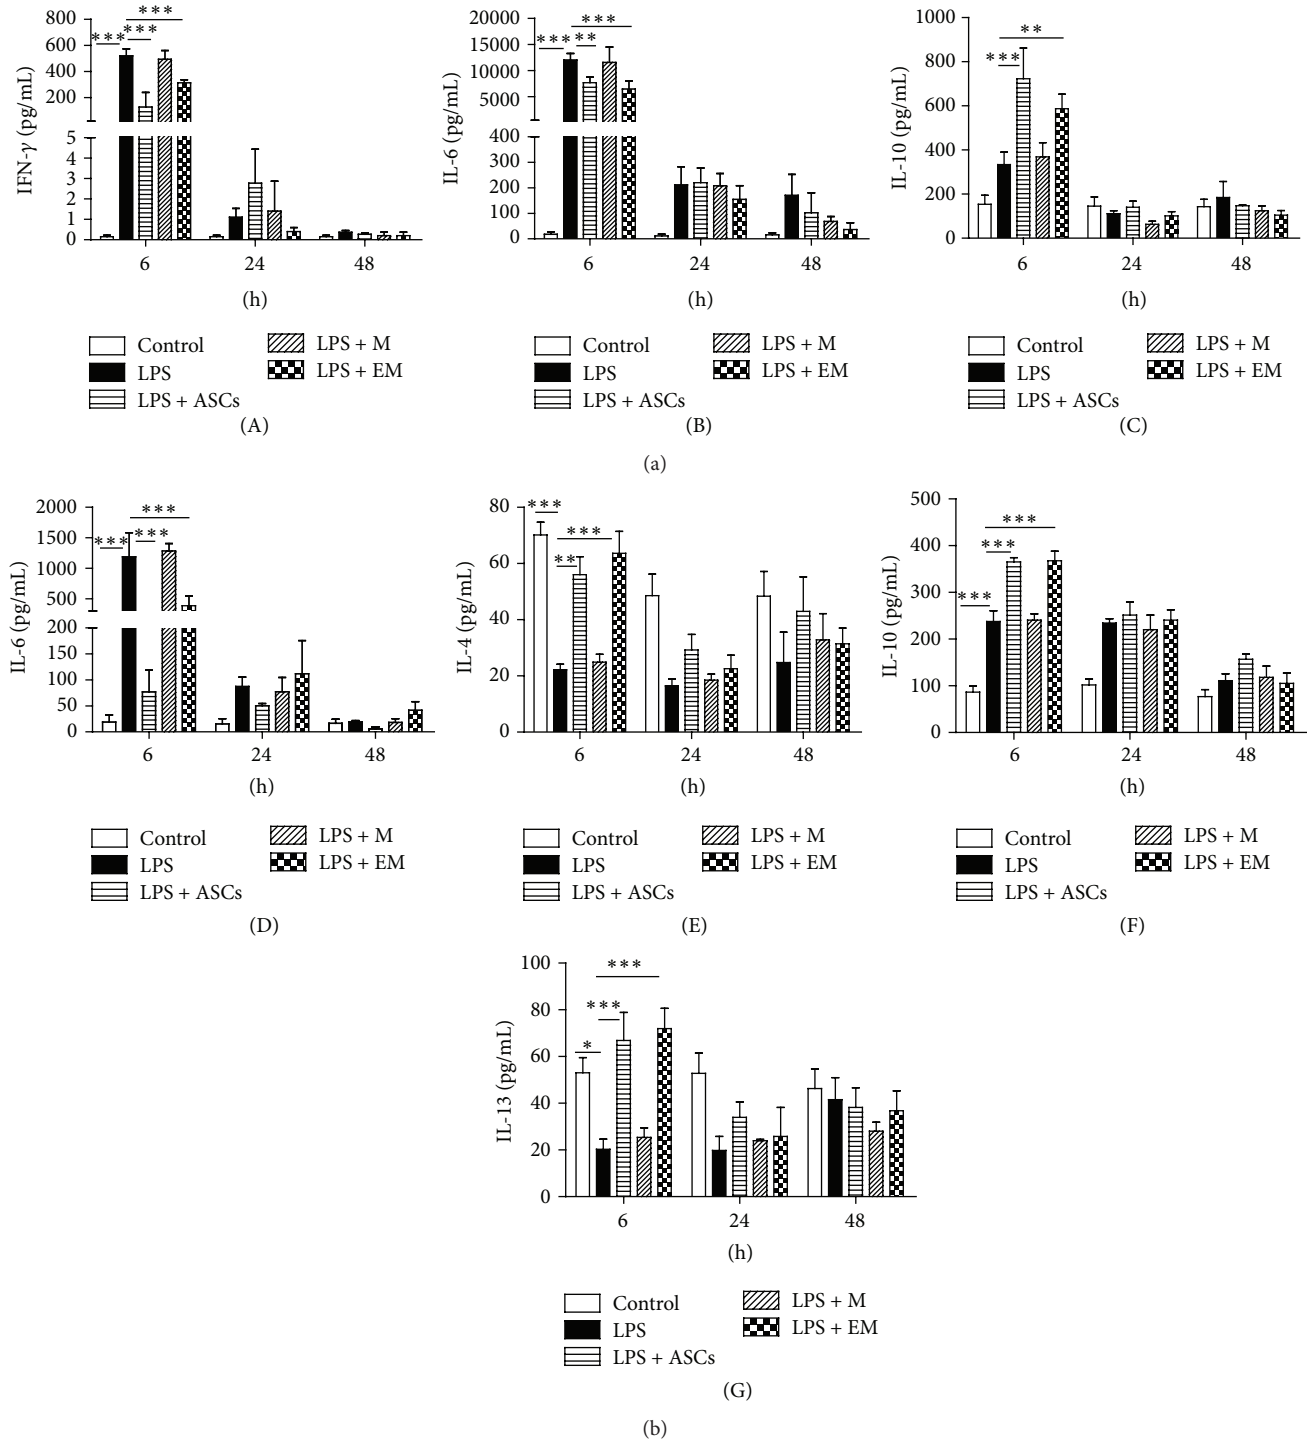 IFN-γ (pg/mL)
800
600
400
200
5
4
3
2
1
0
***
***
***
6 24 48
(h)
Control
LPS
LPS + ASCs
LPS + M
LPS + EM
(A)
IL-6 (pg/mL)
20000
15000
10000
5000
400
300
200
100
0
***
***
**
6 24 48
(h)
Control
LPS
LPS + ASCs
LPS + M
LPS + EM
(B)
IL-10 (pg/mL)
1000
800
600
400
200
0
**
***
6 24 48
(h)
Control
LPS
LPS + ASCs
LPS + M
LPS + EM
(C)
(a)
IL-6 (pg/mL)
2000
1500
1000
500
200
150
100
50
0
***
***
***
6 24 48
(h)
Control
LPS
LPS + ASCs
LPS + M
LPS + EM
(D)
IL-4 (pg/mL)
80
60
40
20
0
***
***
**
6 24 48
(h)
Control
LPS
LPS + ASCs
LPS + M
LPS + EM
(E)
IL-10 (pg/mL)
500
400
300
200
100
0
***
***
***
6 24 48
(h)
Control
LPS
LPS + ASCs
LPS + M
LPS + EM
(F)
IL-13 (pg/mL)
100
80
60
40
20
0
***
***
*
6 24 48
(h)
Control
LPS
LPS + ASCs
LPS + M
LPS + EM
(G)
(b)